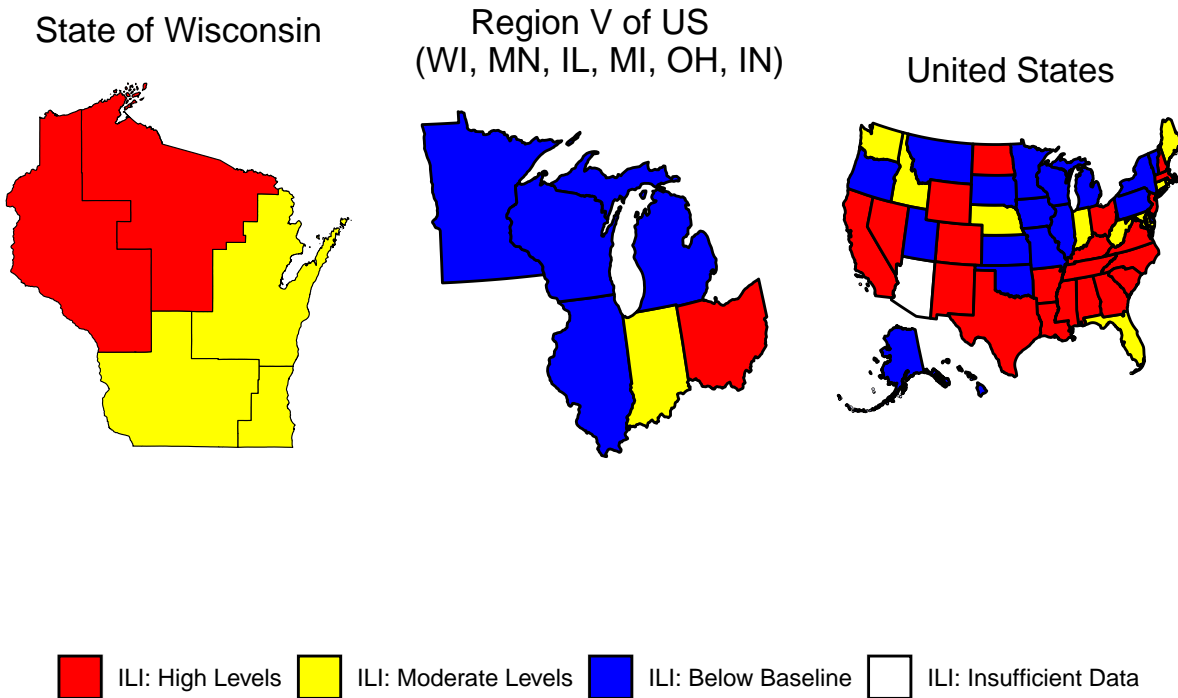 State of Wisconsin
Region V of US
(WI, MN, IL, MI, OH, IN)
United States
ILI: High Levels
ILI: Moderate Levels
ILI: Below Baseline
ILI: Insufficient Data